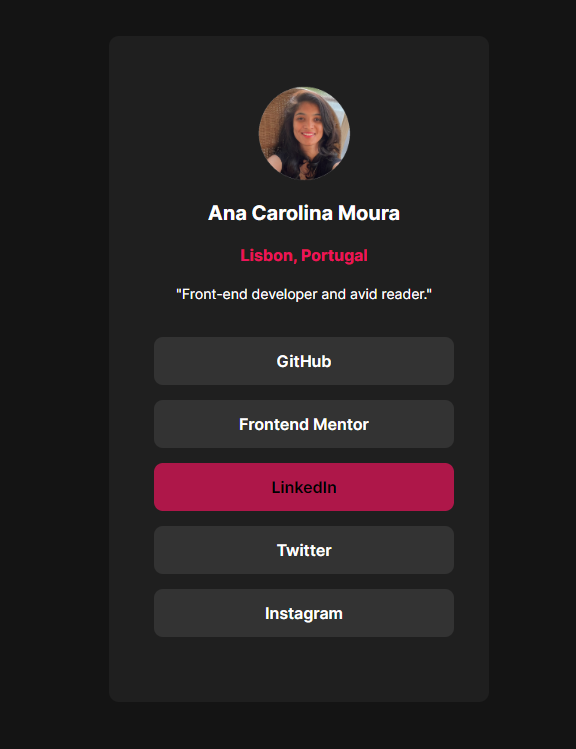 Ana Carolina Moura
Lisbon, Portugal
"Front-end developer and avid reader."
GitHub
Frontend Mentor
LinkedIn
Twitter
Instagram